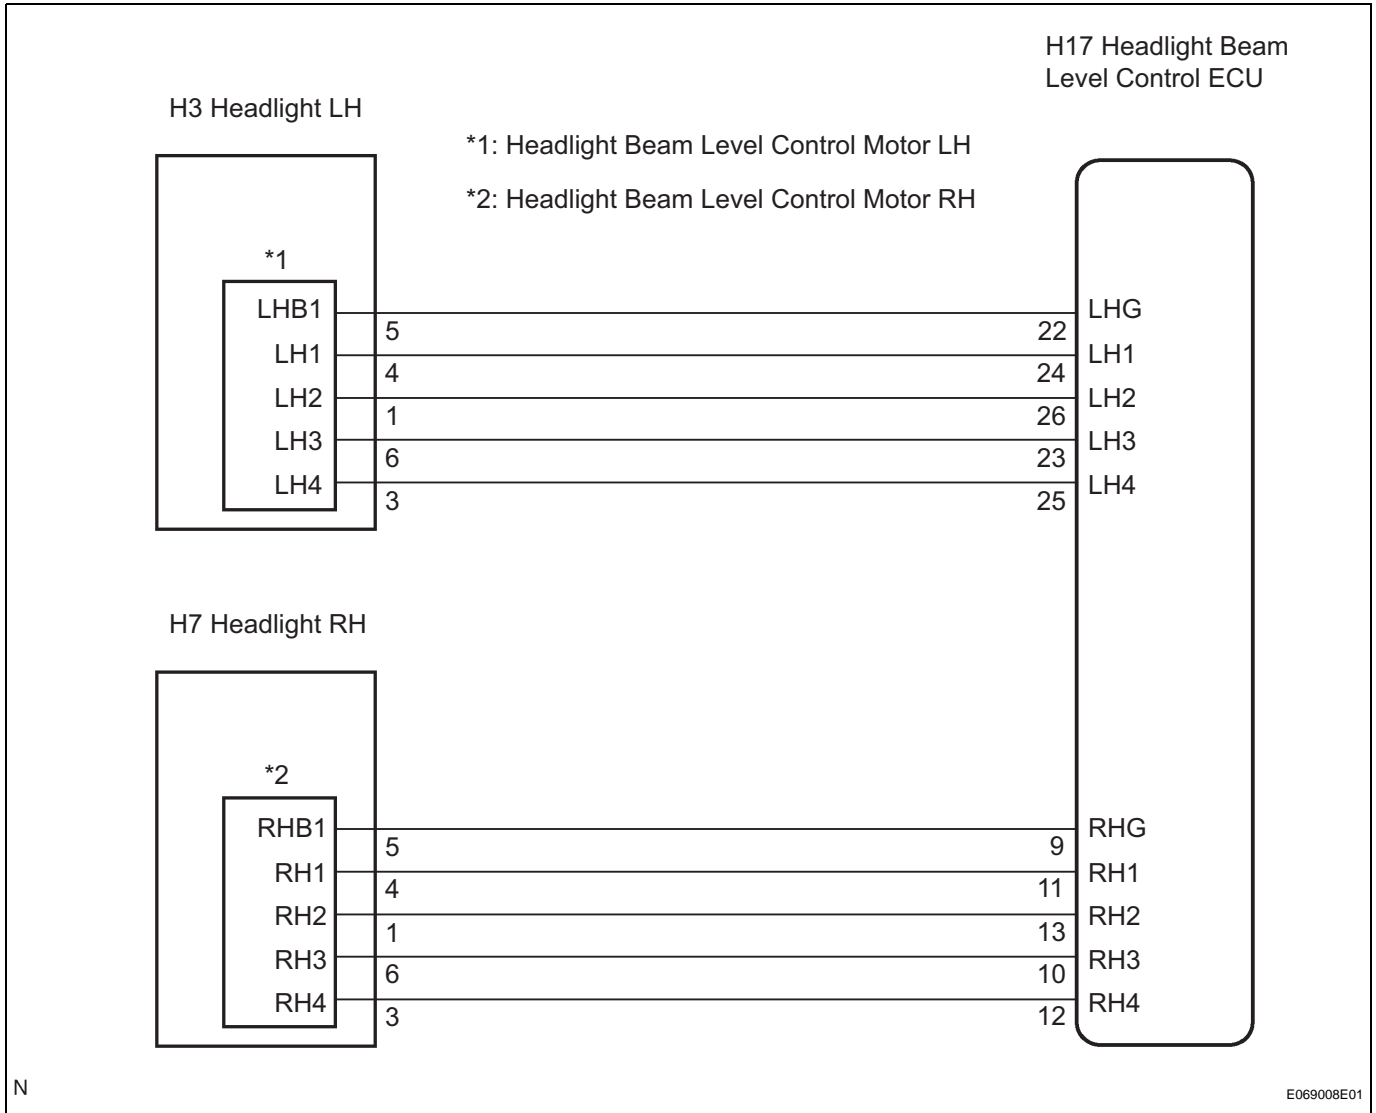 H17 Headlight Beam
Level Control ECU
H3 Headlight LH
*1: Headlight Beam Level Control Motor LH
*2: Headlight Beam Level Control Motor RH
*1
LHB1
5
22
LHG
LH1
4
24
LH1
LH2
1
26
LH2
LH3
6
23
LH3
LH4
3
25
LH4
H7 Headlight RH
*2
RHB1
5
9
RHG
RH1
4
11
RH1
RH2
1
13
RH2
RH3
6
10
RH3
RH4
3
12
RH4
N
E069008E01